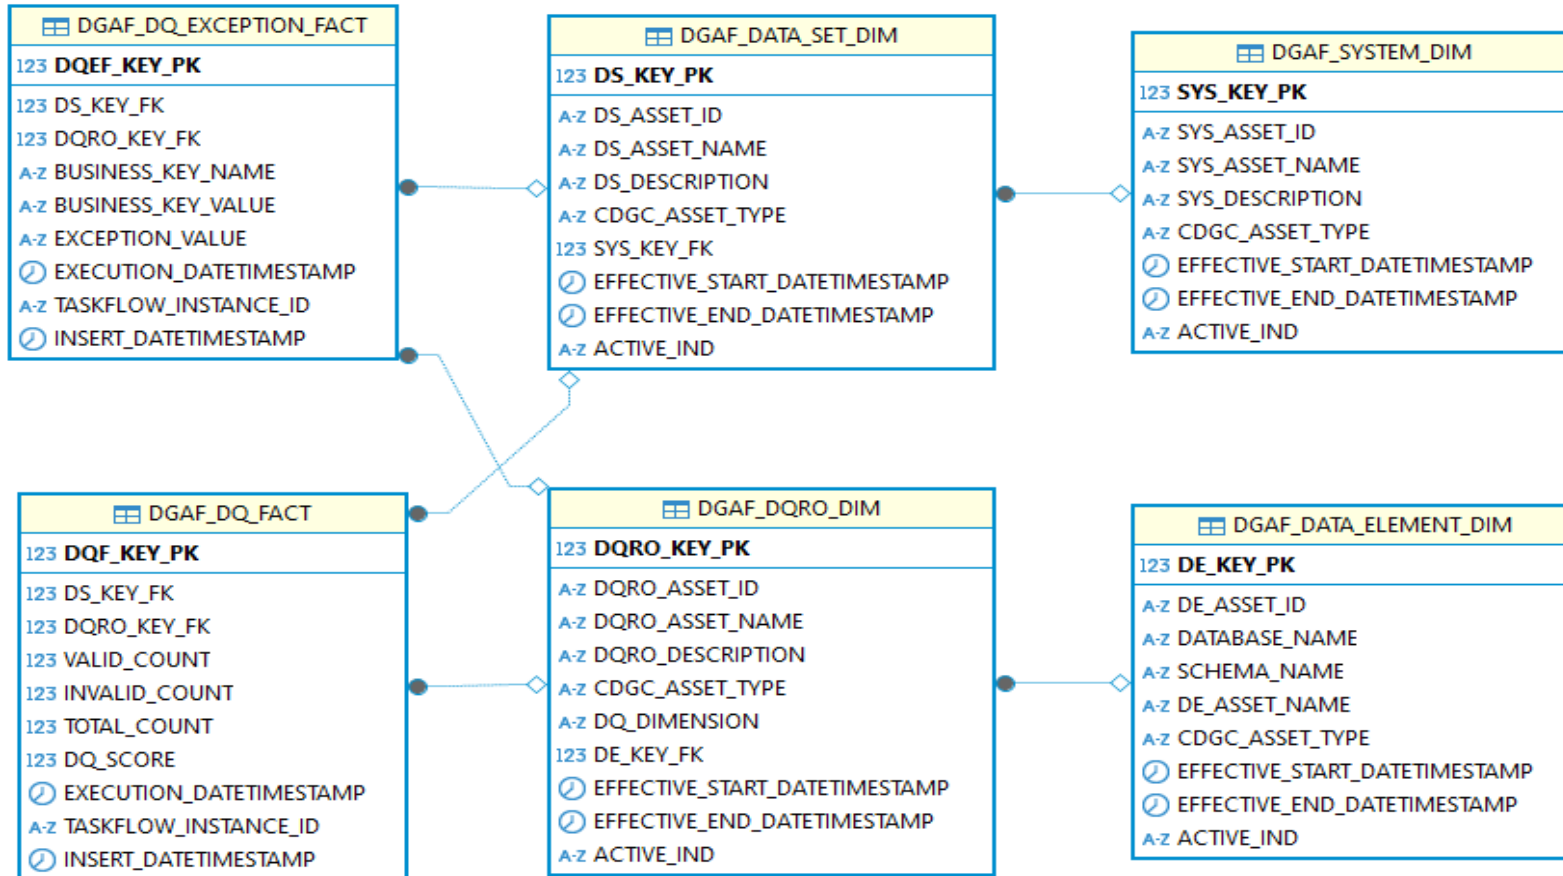 DGAF_DQ_EXCEPTION_FACT
123 DQEF_KEY_PK
123 DS_KEY_FK
123 DQRO_KEY_FK
A-Z BUSINESS_KEY_NAME
A-Z BUSINESS_KEY_VALUE
A-Z EXCEPTION_VALUE
EXECUTION_DATETIMESTAMP
A-Z TASKFLOW_INSTANCE_ID
INSERT_DATETIMESTAMP
DGAF_DATA_SET_DIM
123 DS_KEY_PK
A-Z DS_ASSET_ID
A-Z DS_ASSET_NAME
A-Z DS_DESCRIPTION
A-Z CDGC_ASSET_TYPE
123 SYS_KEY_FK
EFFECTIVE_START_DATETIMESTAMP
EFFECTIVE_END_DATETIMESTAMP
A-Z ACTIVE_IND
DGAF_SYSTEM_DIM
123 SYS_KEY_PK
A-Z SYS_ASSET_ID
A-Z SYS_ASSET_NAME
A-Z SYS_DESCRIPTION
A-Z CDGC_ASSET_TYPE
EFFECTIVE_START_DATETIMESTAMP
EFFECTIVE_END_DATETIMESTAMP
A-Z ACTIVE_IND
DGAF_DQ_FACT
123 DQF_KEY_PK
123 DS_KEY_FK
123 DQRO_KEY_FK
123 VALID_COUNT
123 INVALID_COUNT
123 TOTAL_COUNT
123 DQ_SCORE
EXECUTION_DATETIMESTAMP
A-Z TASKFLOW_INSTANCE_ID
INSERT_DATETIMESTAMP
DGAF_DQRO_DIM
123 DQRO_KEY_PK
A-Z DQRO_ASSET_ID
A-Z DQRO_ASSET_NAME
A-Z DQRO_DESCRIPTION
A-Z CDGC_ASSET_TYPE
A-Z DQ_DIMENSION
123 DE_KEY_FK
EFFECTIVE_START_DATETIMESTAMP
EFFECTIVE_END_DATETIMESTAMP
A-Z ACTIVE_IND
DGAF_DATA_ELEMENT_DIM
123 DE_KEY_PK
A-Z DE_ASSET_ID
A-Z DATABASE_NAME
A-Z SCHEMA_NAME
A-Z DE_ASSET_NAME
A-Z CDGC_ASSET_TYPE
EFFECTIVE_START_DATETIMESTAMP
EFFECTIVE_END_DATETIMESTAMP
A-Z ACTIVE_IND